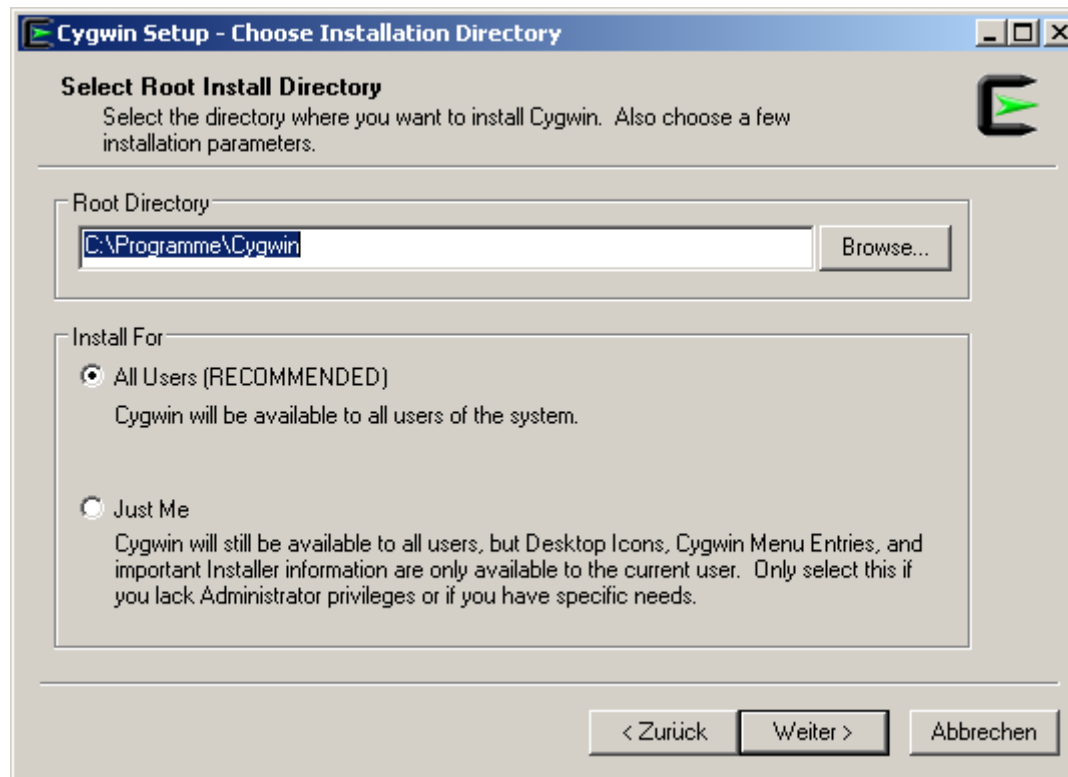 Cygwin Setup - Choose Installation Directory
Select Root Install Directory
Select the directory where you want to install Cygwin. Also choose a few
installation parameters.
Root Directory
C:\Programme\Cygwin
Browse...
Install For
All Users (RECOMMENDED)
Cygwin will be available to all users of the system.
Just Me
Cygwin will still be available to all users, but Desktop Icons, Cygwin Menu Entries, and
important Installer information are only available to the current user. Only select this if
you lack Administrator privileges or if you have specific needs.
< Zurück
Weiter >
Abbrechen